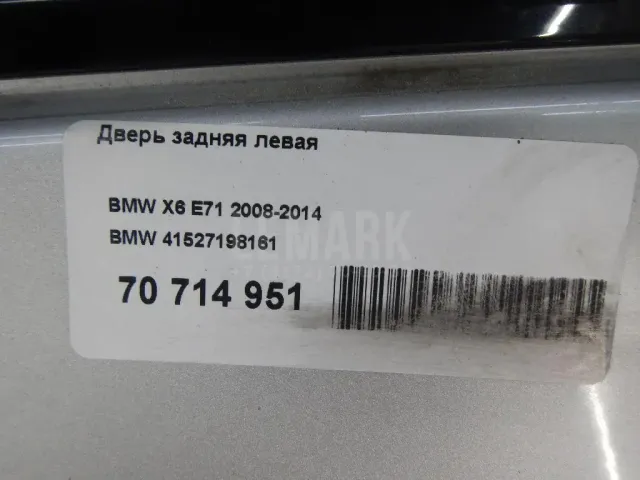 Дверь задняя левая
BMW X6 E71 2008-2014
BMW 41527198161
70 714 951